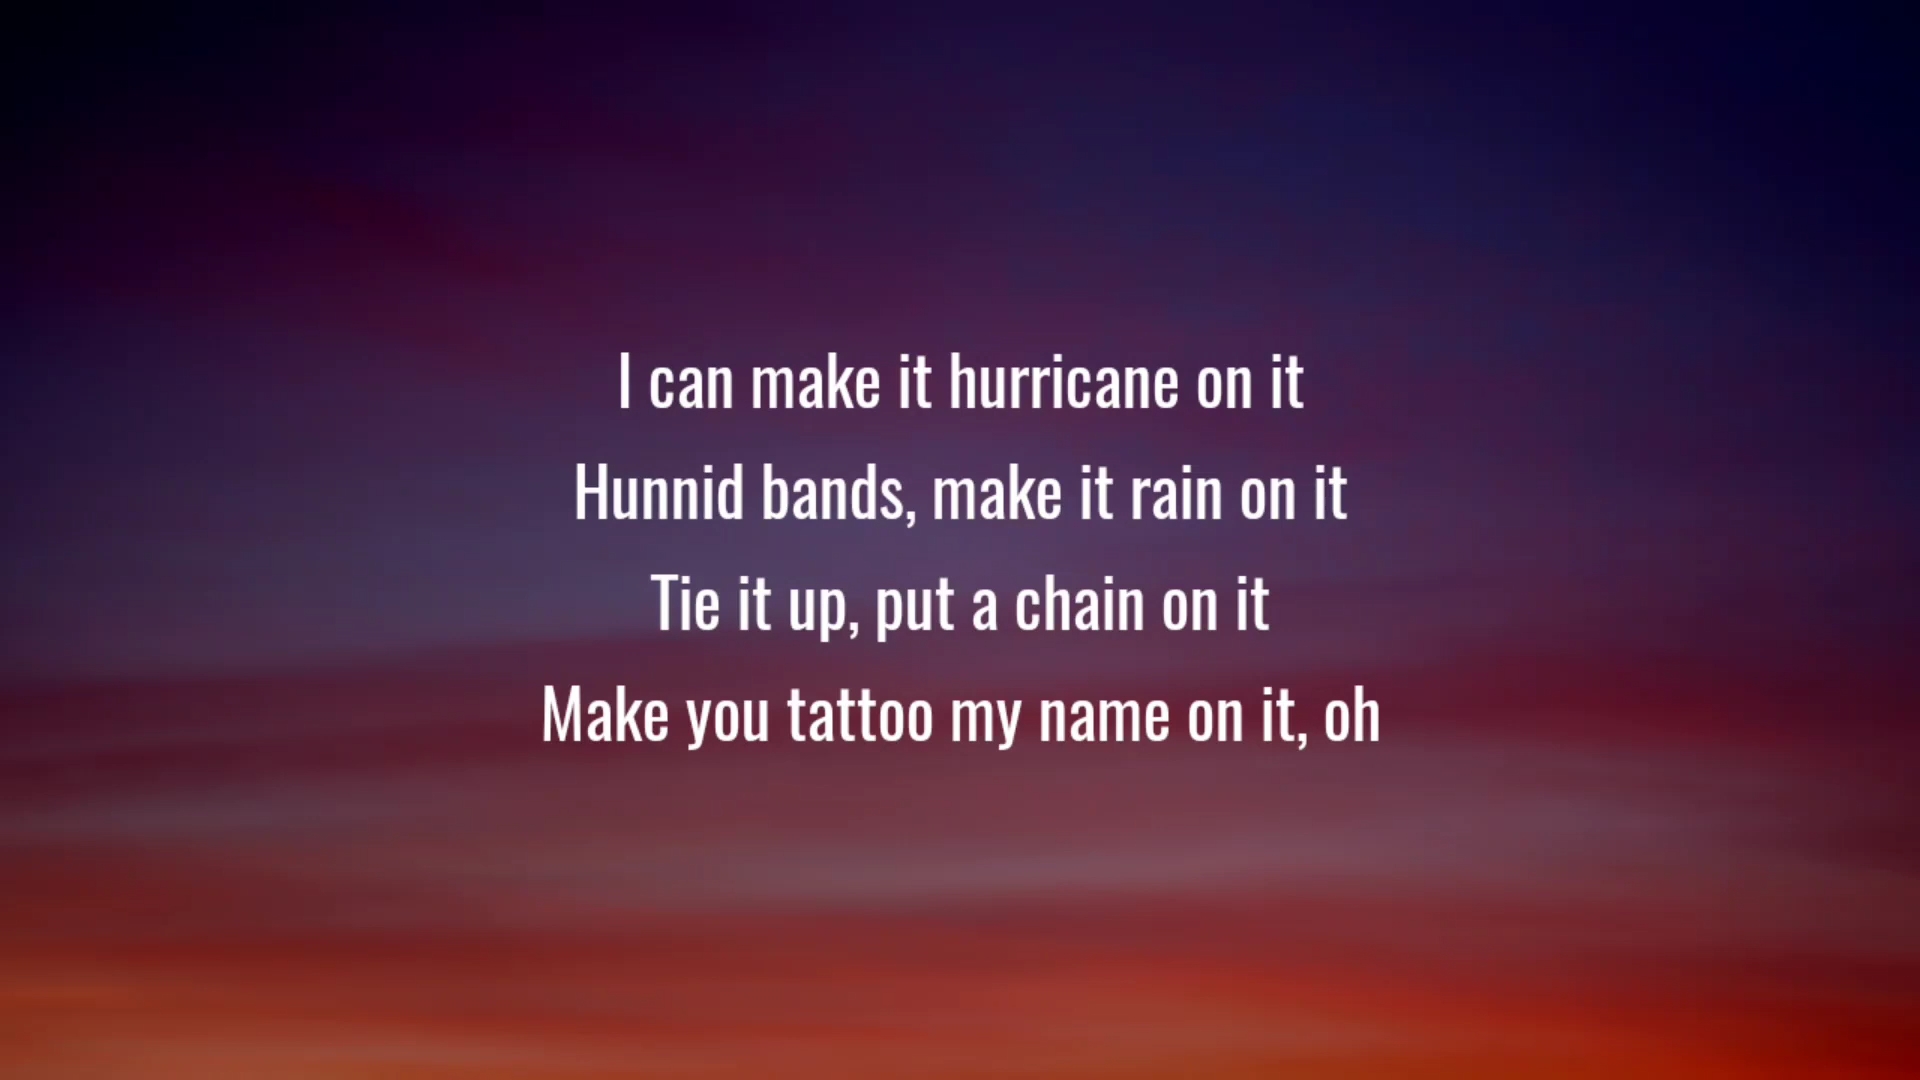 I can make it hurricane on it
Hunnid bands, make it rain on it
Tie it up, put a chain on it
Make you tattoo my name on it, oh